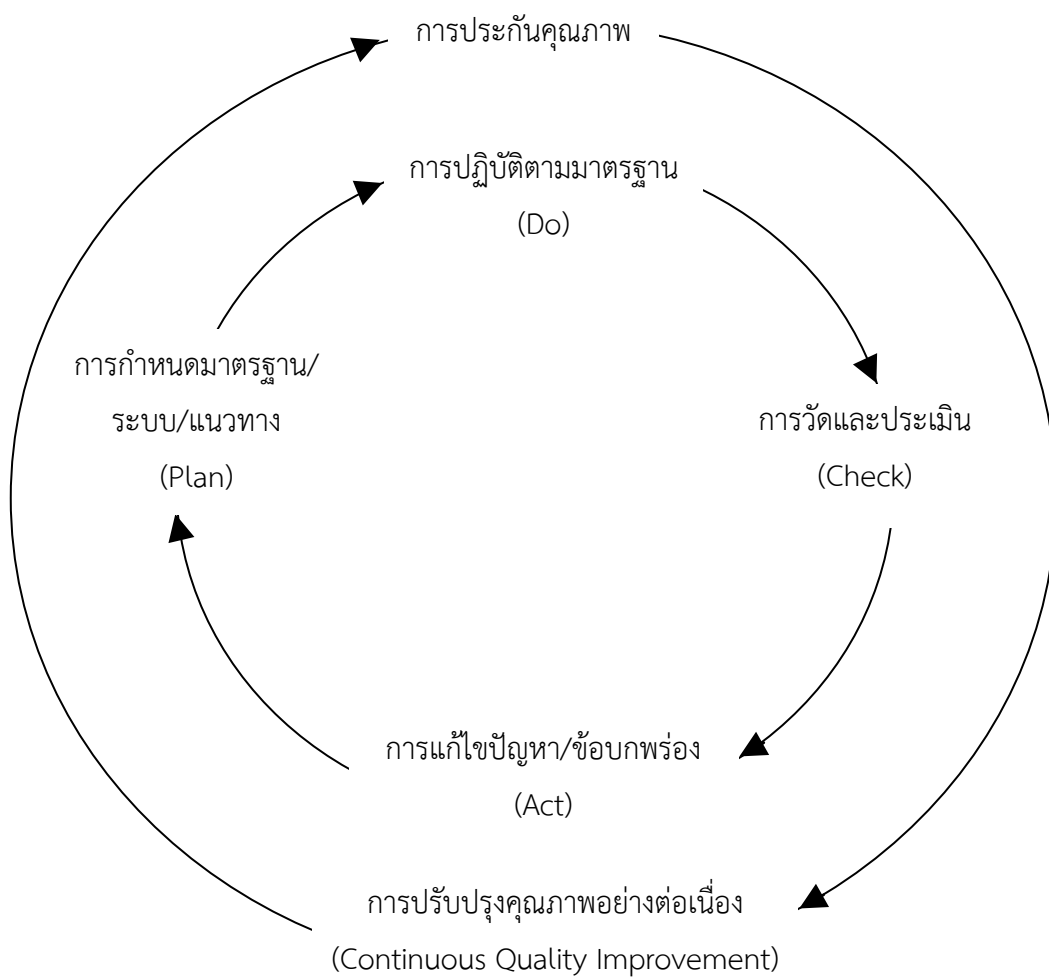 การประกันคุณภาพ
การปฏิบัติตามมาตรฐาน
(Do)
การกำหนดมาตรฐาน/
ระบบ/แนวทาง
(Plan)
การวัดและประเมิน
(Check)
การแก้ไขปัญหา/ข้อบกพร่อง
(Act)
การปรับปรุงคุณภาพอย่างต่อเนื่อง
(Continuous Quality Improvement)